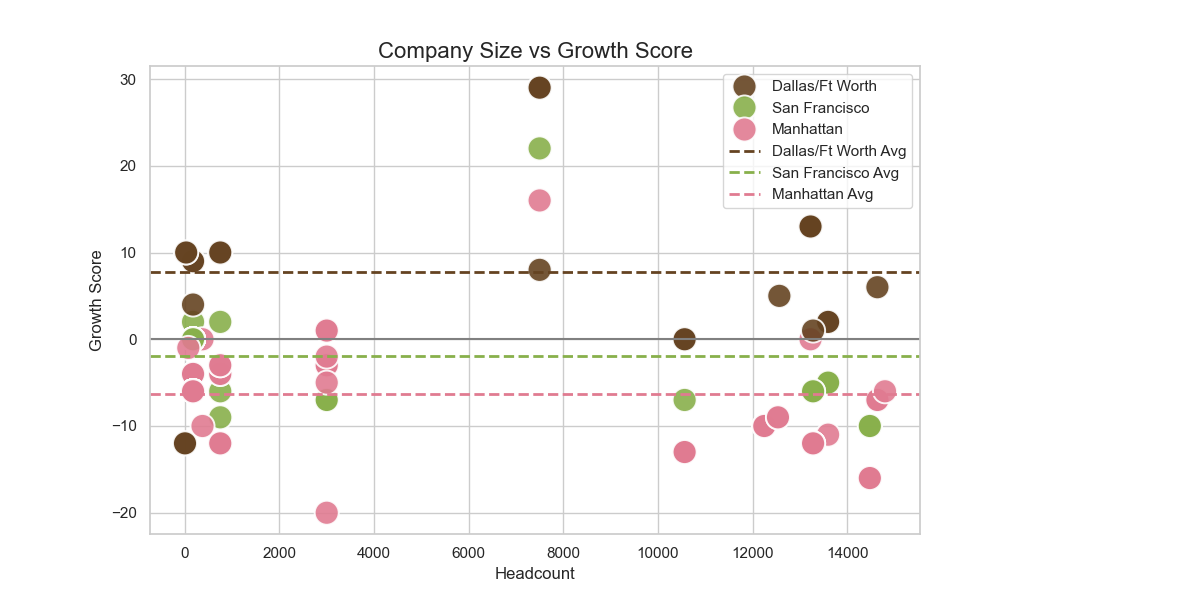 Company Size vs Growth Score
30
20
10
0
−10
−20
Growth Score
0
2000
4000
6000
8000
10000
12000
14000
Headcount
Dallas/Ft Worth
San Francisco
Manhattan
Dallas/Ft Worth Avg
San Francisco Avg
Manhattan Avg